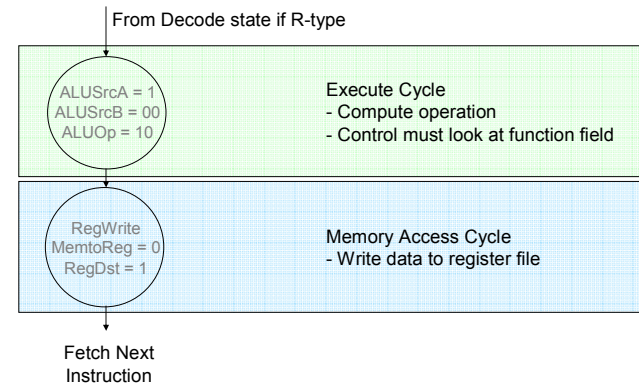 From Decode state if R-type
ALUSrcA = 1
ALUSrcB = 00
ALUOp = 10
Execute Cycle
- Compute operation
- Control must look at function field
RegWrite
MemtoReg = 0
RegDst = 1
Memory Access Cycle
- Write data to register file
Fetch Next
Instruction